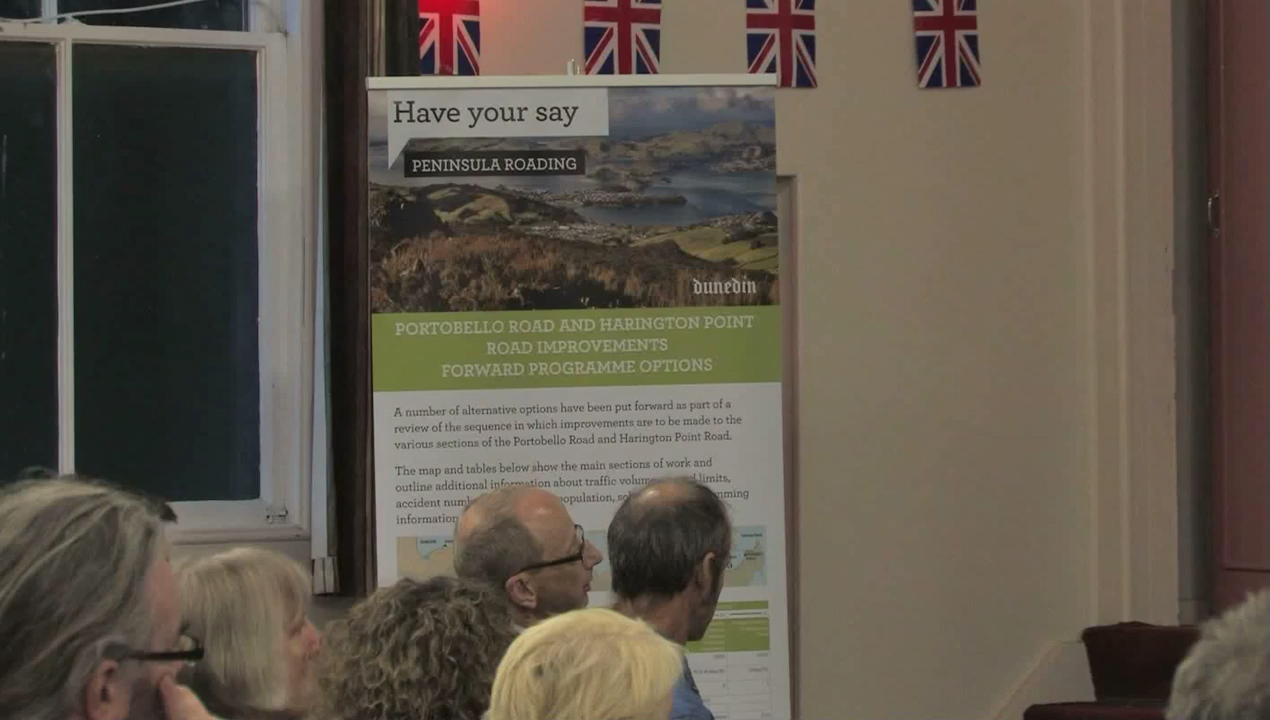 Have your say
PENINSULA ROADING
dunedin
PORTOBELLO ROAD AND HARINGTON POINT
ROAD IMPROVEMENTS
FORWARD PROGRAMME OPTIONS
A number of alternative options have been put forward as part of a
review of the sequence in which improvements are to be made to the
various sections of the Portobello Road and Harington Point Road.
The map and tables below show the main sections of work and
outline additional information about traffic limits,
accident population,
information